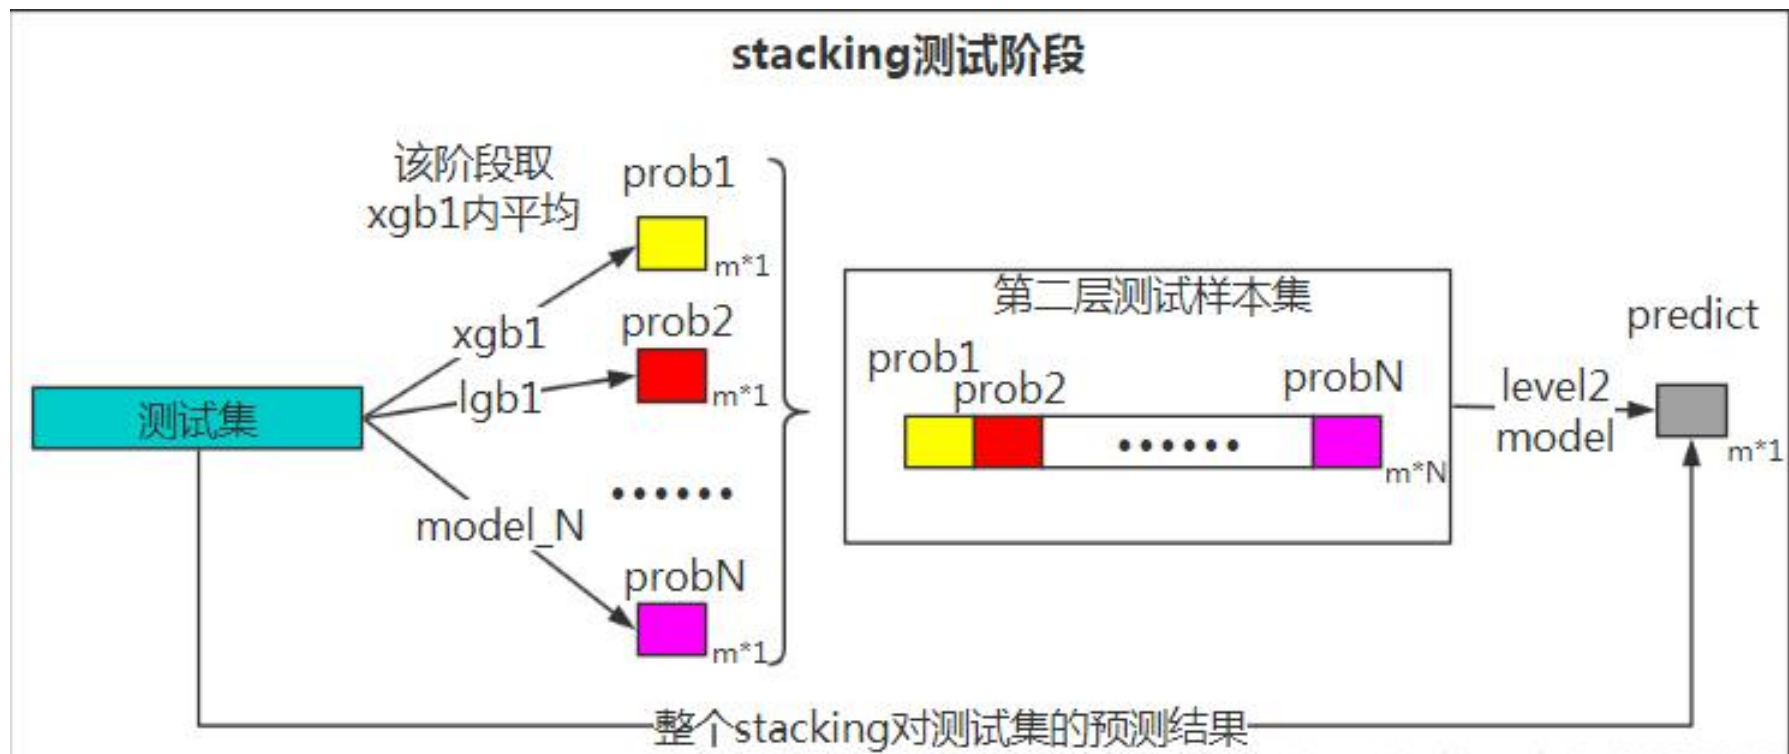 stacking测试阶段
该阶段取
xgb1内平均
prob1
m*1
xgb1
prob2
m*1
lgb1
测试集
......
model_N
probN
m*1
第二层测试样本集
prob1
prob2
probN
......
m*N
level2
model
predict
m*1
整个stacking对测试集的预测结果